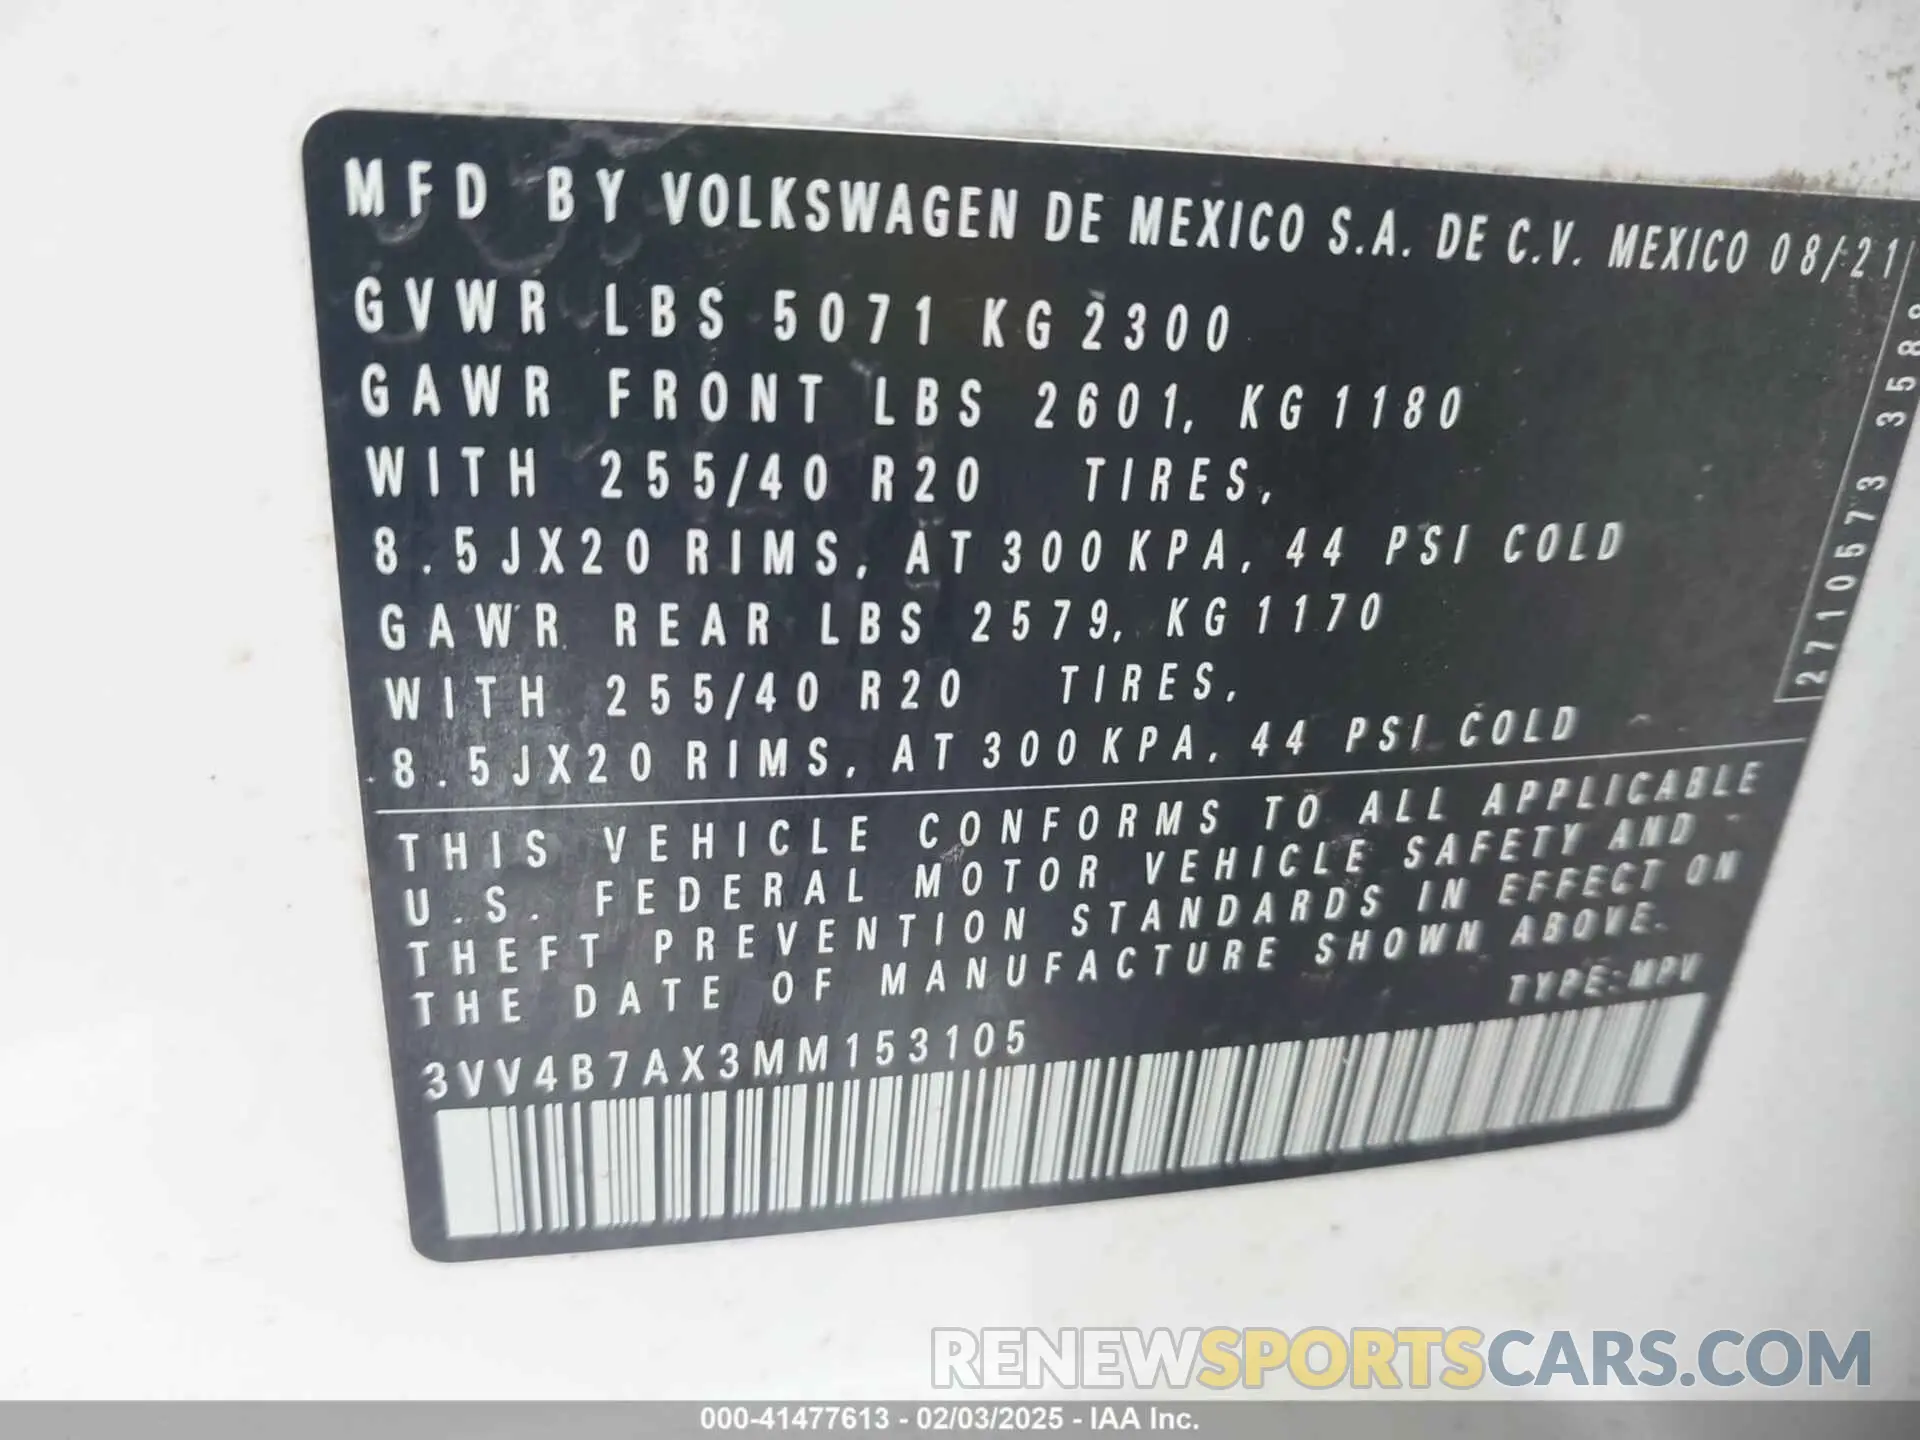 MFD BY VOLKSWAGEN DE MEXICO S.A. DE C.V. MEXICO 08/21
GVWR LBS 5071 KG 2300
GAWR FRONT LBS 2601, KG 1180
WITH 255/40 R20 TIRES,
8.5JX20 RIMS, AT 300 KPA, 44 PSI COLD
GAWR REAR LBS 2579, KG 1170
WITH 255/40 R20 TIRES,
8.5JX20 RIMS, AT 300 KPA, 44 PSI COLD
THIS VEHICLE CONFORMS TO ALL APPLICABLE
U.S. FEDERAL MOTOR VEHICLE SAFETY AND
THEFT PREVENTION STANDARDS IN EFFECT ON
THE DATE OF MANUFACTURE SHOWN ABOVE.
TYPE: MPV
3VV4B7AX3MM153105
2710573
RENEWSPORTSCARS.COM
000-41477613 - 02/03/2025 - IAA Inc.